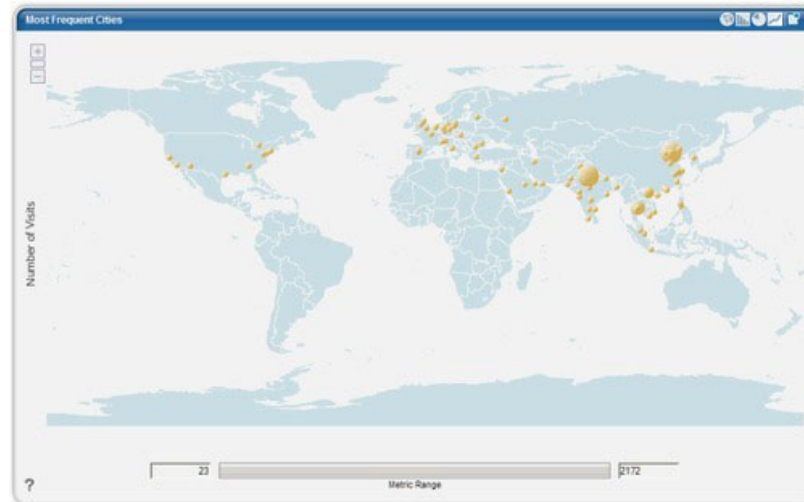 Most Frequent Cities
+
−
Number of Visits
23
2172
Metric Range
?